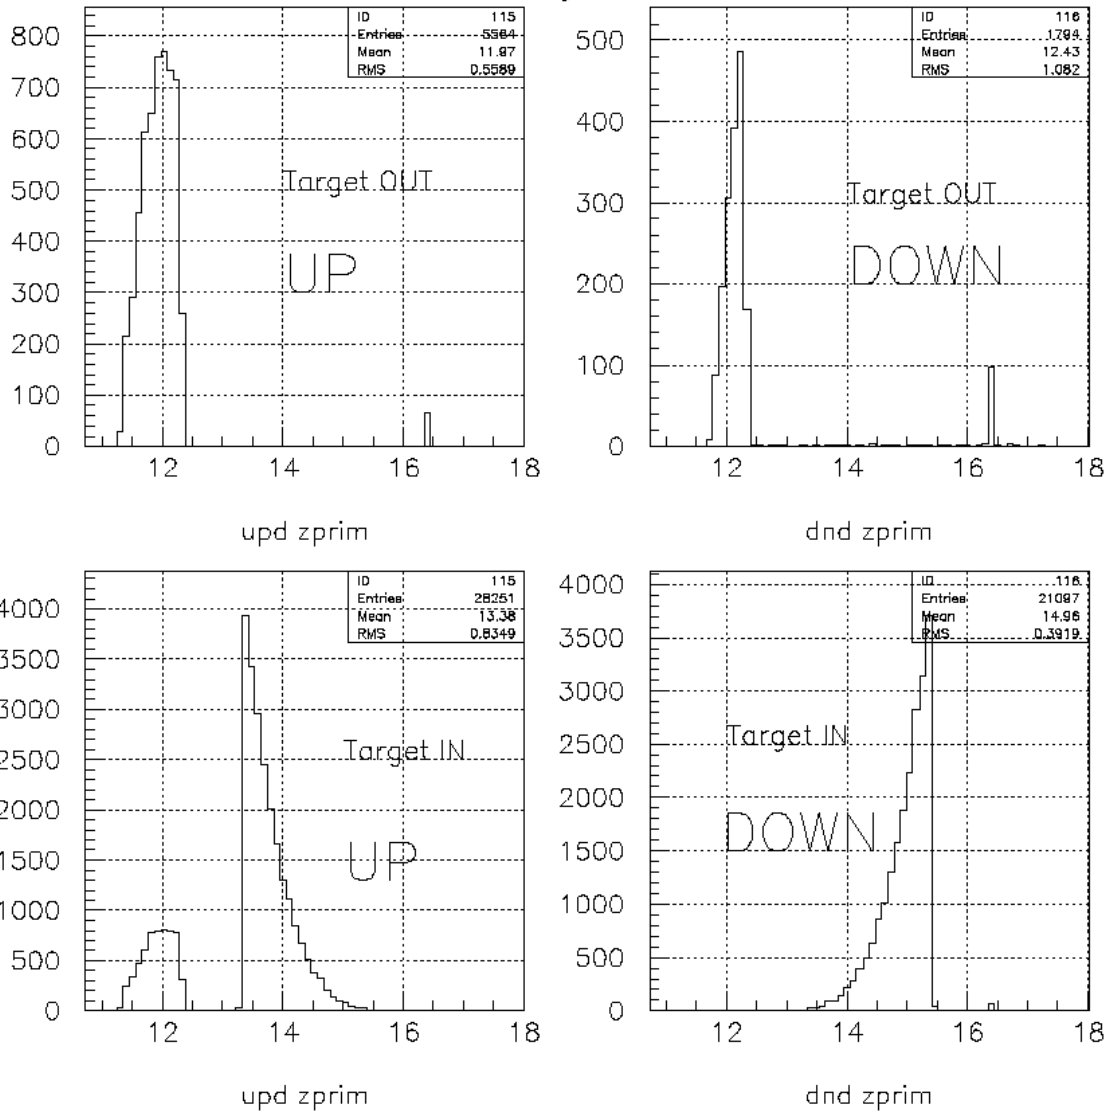 ID 115
Entries 5564
Mean 11.97
RMS 0.5589
800
700
600
500
400
300
200
100
0
12 14 16 18
Target OUT
UP
upd zprim
ID 116
Entries 1794
Mean 12.43
RMS 1.082
500
400
300
200
100
0
12 14 16 18
Target OUT
DOWN
dnd zprim
ID 115
Entries 28251
Mean 13.38
RMS 0.8349
4000
3500
3000
2500
2000
1500
1000
500
0
12 14 16 18
Target IN
UP
upd zprim
ID 116
Entries 21097
Mean 14.96
RMS 0.3919
4000
3500
3000
2500
2000
1500
1000
500
0
12 14 16 18
Target IN
DOWN
dnd zprim